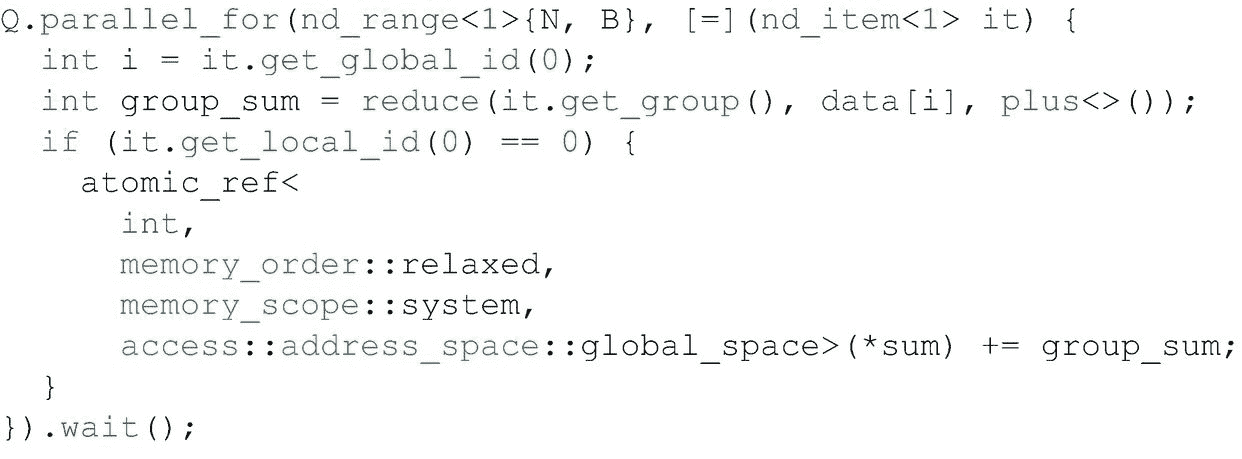 Q.parallel_for(nd_range<1>{N, B}, [=](nd_item<1> it) {
  int i = it.get_global_id(0);
  int group_sum = reduce(it.get_group(), data[i], plus<>());
  if (it.get_local_id(0) == 0) {
    atomic_ref<
      int,
      memory_order::relaxed,
      memory_scope::system,
      access::address_space::global_space>(*sum) += group_sum;
  }
}).wait();